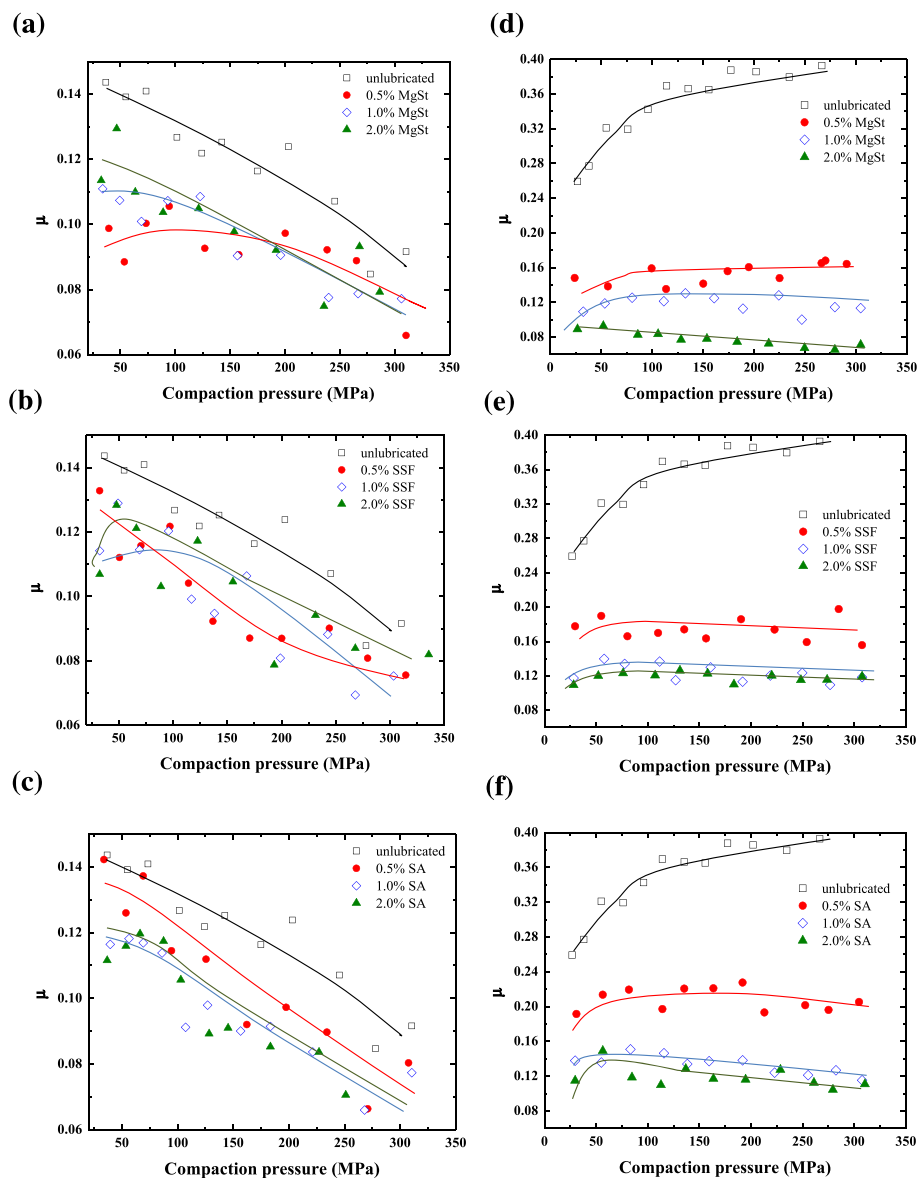 (a)
0.14
0.12
0.10
0.08
0.06
μ
unlubricated
0.5% MgSt
1.0% MgSt
2.0% MgSt
50 100 150 200 250 300 350
Compaction pressure (MPa)
(d)
0.40
0.36
0.32
0.28
0.24
0.20
0.16
0.12
0.08
μ
unlubricated
0.5% MgSt
1.0% MgSt
2.0% MgSt
0 50 100 150 200 250 300 350
Compaction pressure (MPa)
(b)
0.14
0.12
0.10
0.08
0.06
μ
unlubricated
0.5% SSF
1.0% SSF
2.0% SSF
50 100 150 200 250 300 350
Compaction pressure (MPa)
(e)
0.40
0.36
0.32
0.28
0.24
0.20
0.16
0.12
0.08
μ
unlubricated
0.5% SSF
1.0% SSF
2.0% SSF
0 50 100 150 200 250 300 350
Compaction pressure (MPa)
(c)
0.14
0.12
0.10
0.08
0.06
μ
unlubricated
0.5% SA
1.0% SA
2.0% SA
50 100 150 200 250 300 350
Compaction pressure (MPa)
(f)
0.40
0.36
0.32
0.28
0.24
0.20
0.16
0.12
0.08
μ
unlubricated
0.5% SA
1.0% SA
2.0% SA
0 50 100 150 200 250 300 350
Compaction pressure (MPa)